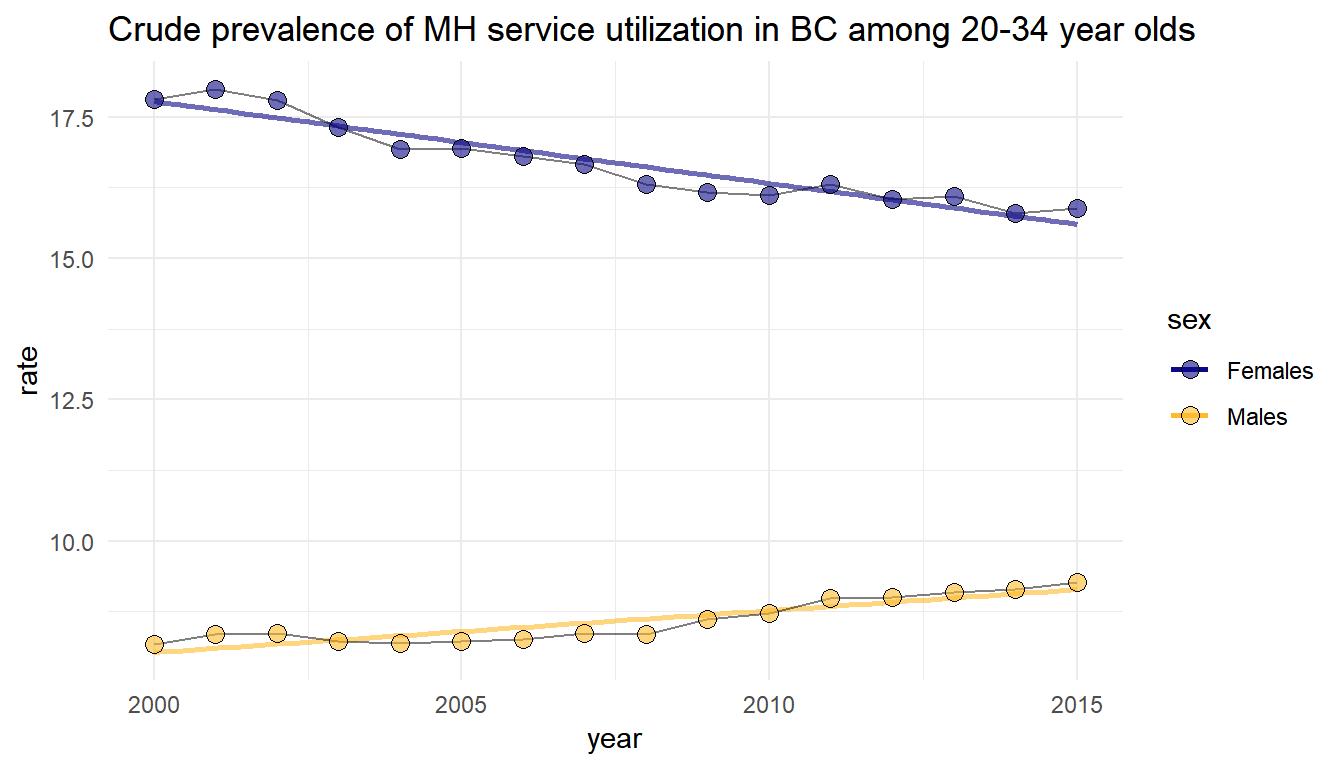 Crude prevalence of MH service utilization in BC among 20-34 year olds
17.5
15.0
12.5
10.0
rate
2000 2005 2010 2015
year
sex
Females
Males